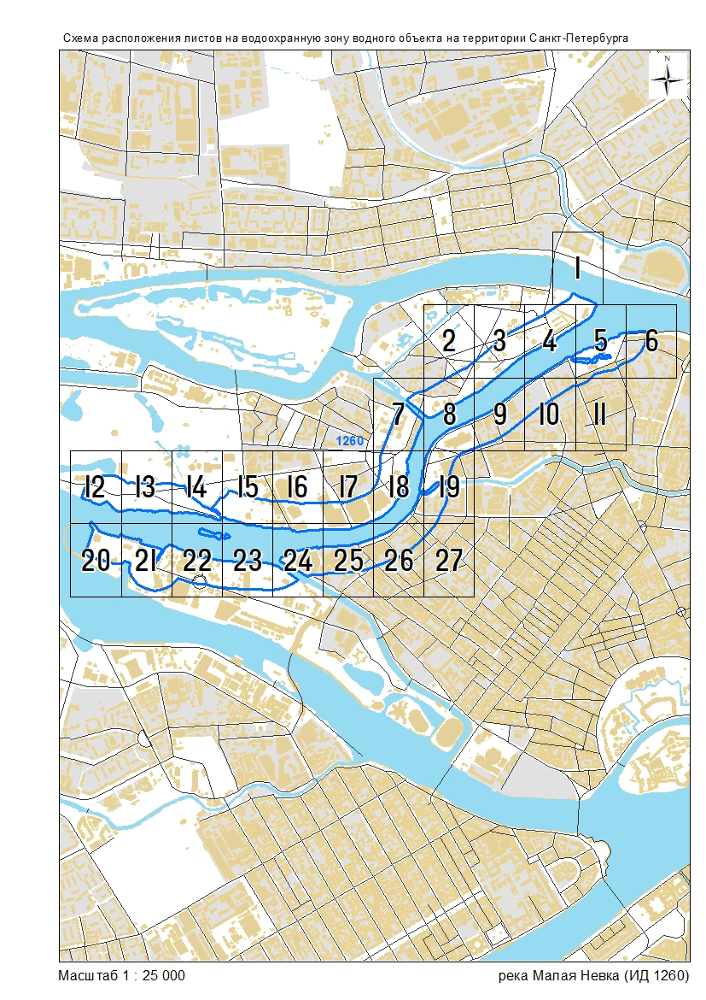 Схема расположения листов на водоохранную зону водного объекта на территории Санкт-Петербурга
N
1
2 3 4 5 6
7 8 9 10 11
1260
12 13 14 15 16 17 18 19
20 21 22 23 24 25 26 27
Масштаб 1 : 25 000
река Малая Невка (ИД 1260)